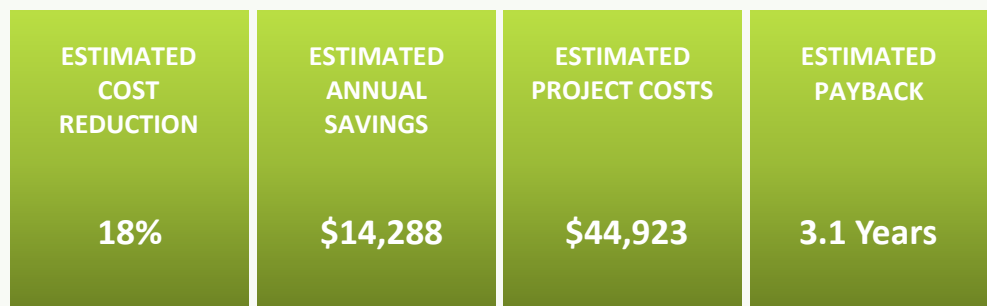 ESTIMATED
COST
REDUCTION
18%
ESTIMATED
ANNUAL
SAVINGS
$14,288
ESTIMATED
PROJECT COSTS
$44,923
ESTIMATED
PAYBACK
3.1 Years